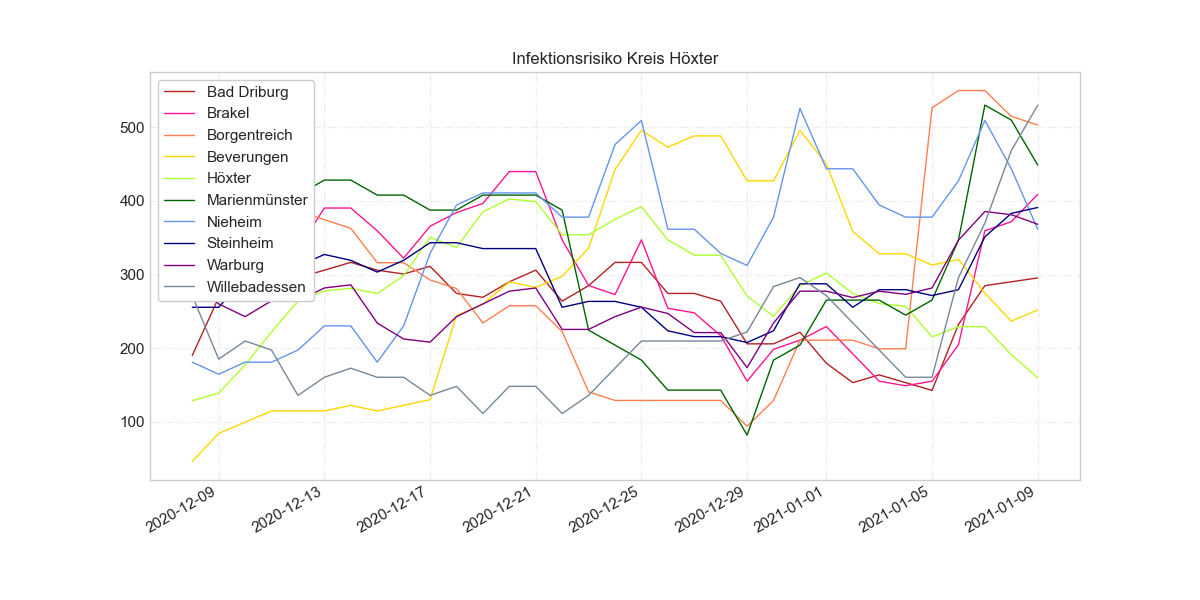 Infektionsrisiko Kreis Höxter
Bad Driburg
Brakel
Borgentreich
Beverungen
Höxter
Marienmünster
Nieheim
Steinheim
Warburg
Willebadessen
500
400
300
200
100
2020-12-09
2020-12-13
2020-12-17
2020-12-21
2020-12-25
2020-12-29
2021-01-01
2021-01-05
2021-01-09